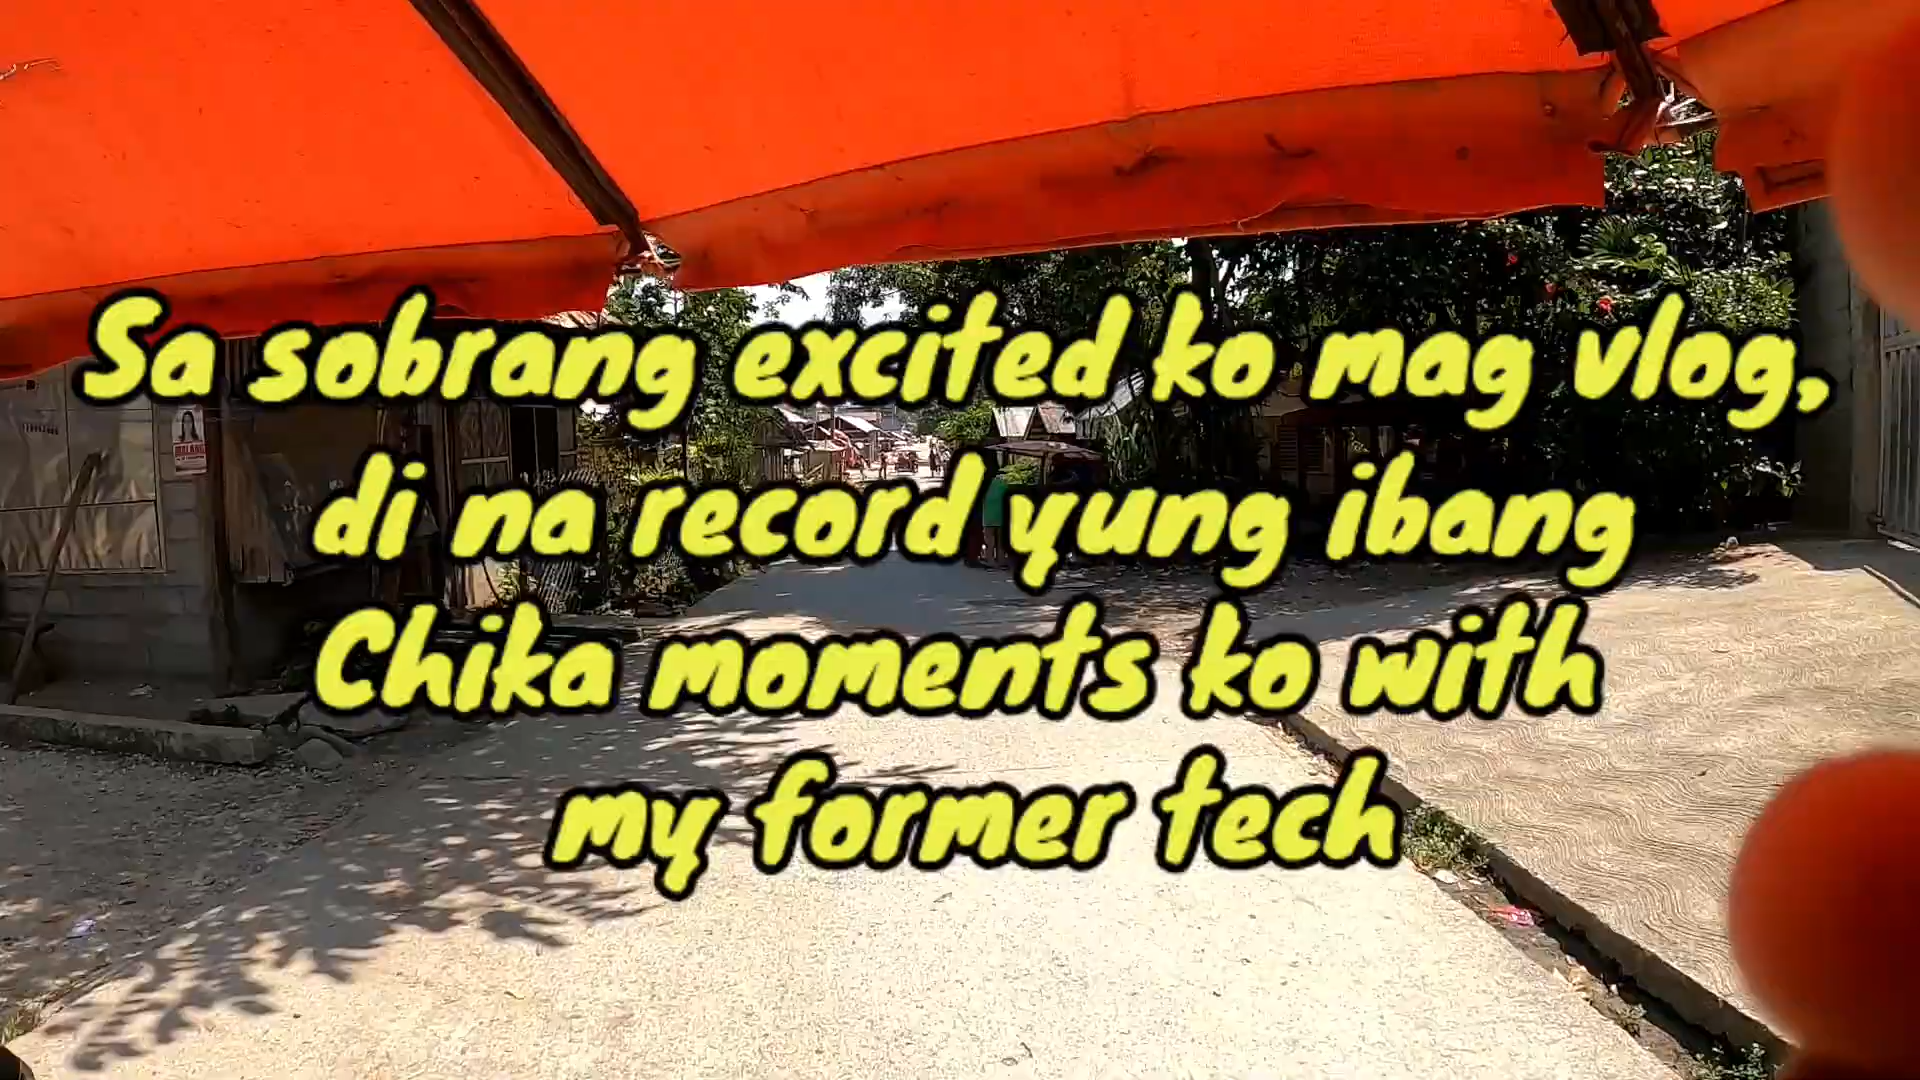 Sa sobrang excited ko mag vlog,
di na record yung ibang
Chika moments ko with
my former tech